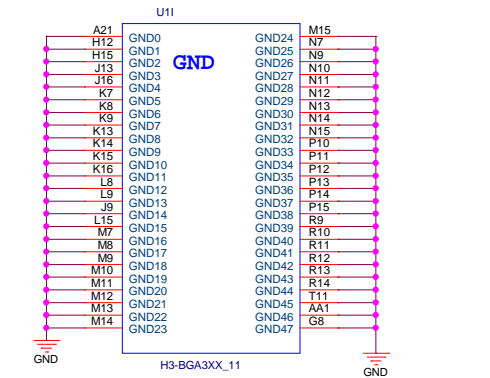 U1I
A21 GND0 GND24 M15
H12 GND1 GND25 N7
H15 GND2 GND26 N9
GND
J13 GND3 GND27 N10
J16 GND4 GND28 N11
K7 GND5 GND29 N12
K8 GND6 GND30 N13
K9 GND7 GND31 N14
K13 GND8 GND32 N15
K14 GND9 GND33 P10
K15 GND10 GND34 P11
K16 GND11 GND35 P12
L8 GND12 GND36 P13
L9 GND13 GND37 P14
J9 GND14 GND38 P15
L15 GND15 GND39 R9
M7 GND16 GND40 R10
M8 GND17 GND41 R11
M9 GND18 GND42 R12
M10 GND19 GND43 R13
M11 GND20 GND44 R14
M12 GND21 GND45 T11
M13 GND22 GND46 AA1
M14 GND23 GND47 G8
GND
H3-BGA3XX_11
GND